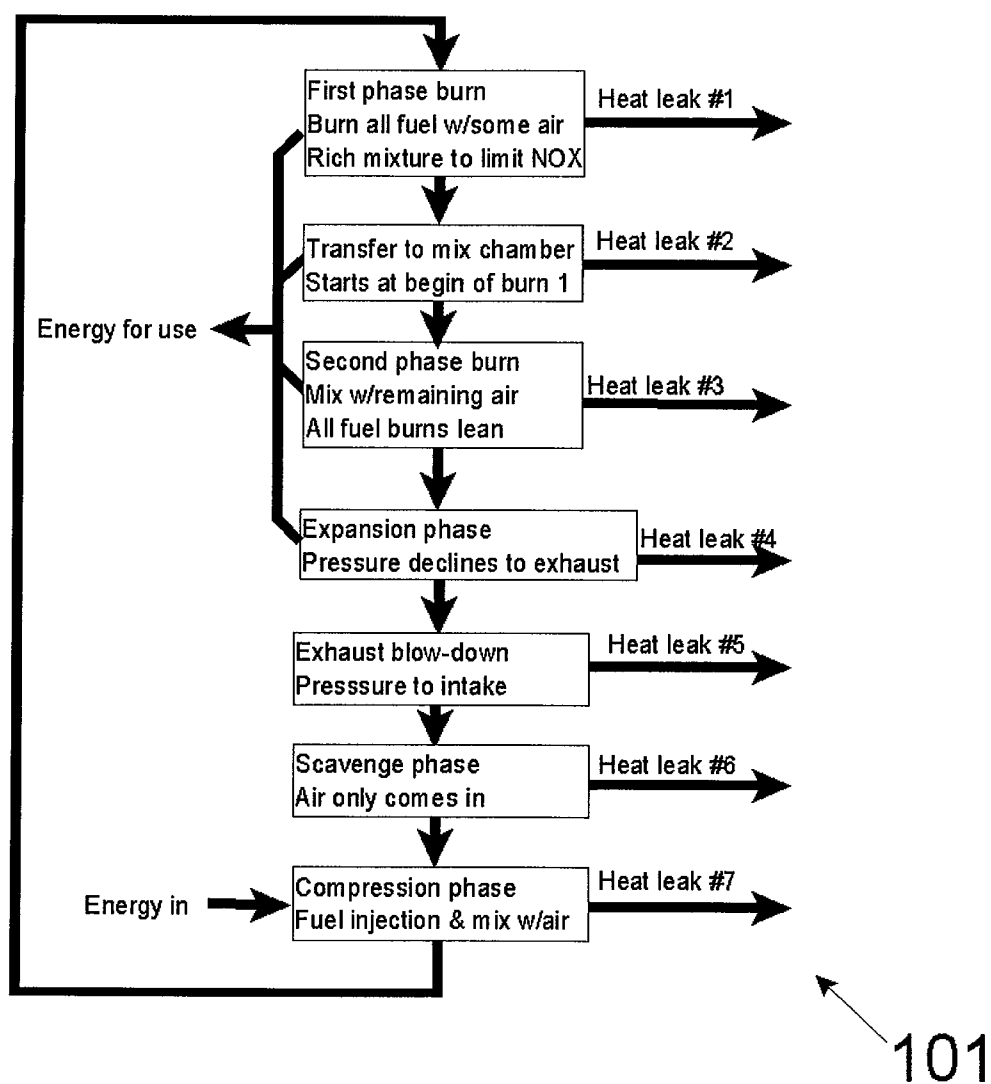 First phase burn
Burn all fuel w/some air
Rich mixture to limit NOX
Heat leak #1
Transfer to mix chamber
Starts at begin of burn 1
Heat leak #2
Energy for use
Second phase burn
Mix w/remaining air
All fuel burns lean
Heat leak #3
Expansion phase
Pressure declines to exhaust
Heat leak #4
Exhaust blow-down
Presssure to intake
Heat leak #5
Scavenge phase
Air only comes in
Heat leak #6
Energy in
Compression phase
Fuel injection & mix w/air
Heat leak #7
101